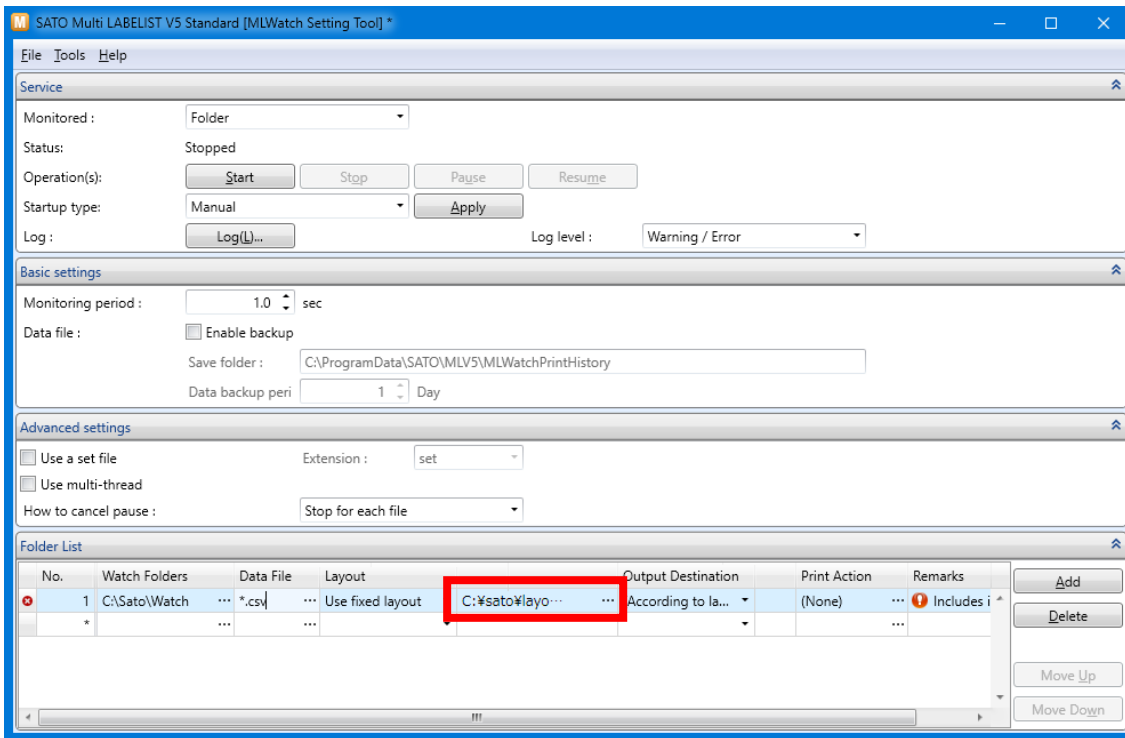 SATO Multi LABELIST V5 Standard [MLWatch Setting Tool] *
File Tools Help
Service
Monitored : Folder
Status: Stopped
Operation(s): Start Stop Pause Resume
Startup type: Manual Apply
Log : Log(L)... Log level : Warning / Error
Basic settings
Monitoring period : 1.0 sec
Data file : Enable backup
Save folder : C:\ProgramData\SATO\MLV5\MLWatchPrintHistory
Data backup peri 1 Day
Advanced settings
Use a set file Extension : set
Use multi-thread
How to cancel pause : Stop for each file
Folder List
No. Watch Folders Data File Layout Output Destination Print Action Remarks Add
1 C:\Sato\Watch ... *.csv ... Use fixed layout C:¥sato¥layo... ... According to la... (None) ... Includes i
* ... ... ... Delete
Move Up
Move Down